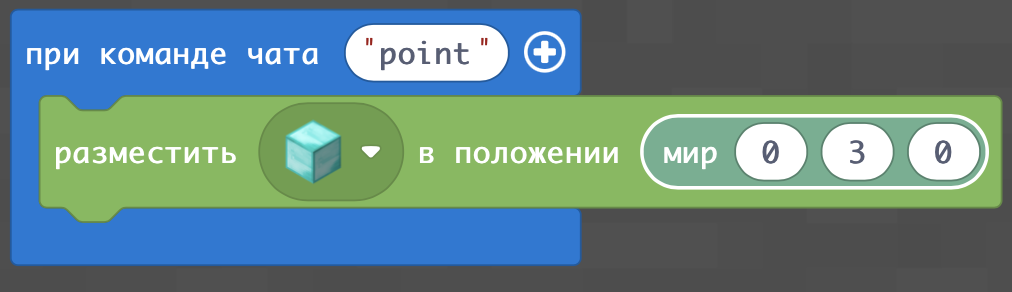 при команде чата "point"
разместить в положении мир 0 3 0